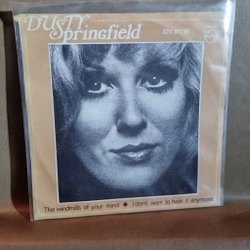 DUSTY
Springfield
The windmills of your mind ✽ I don't want to hear it anymore